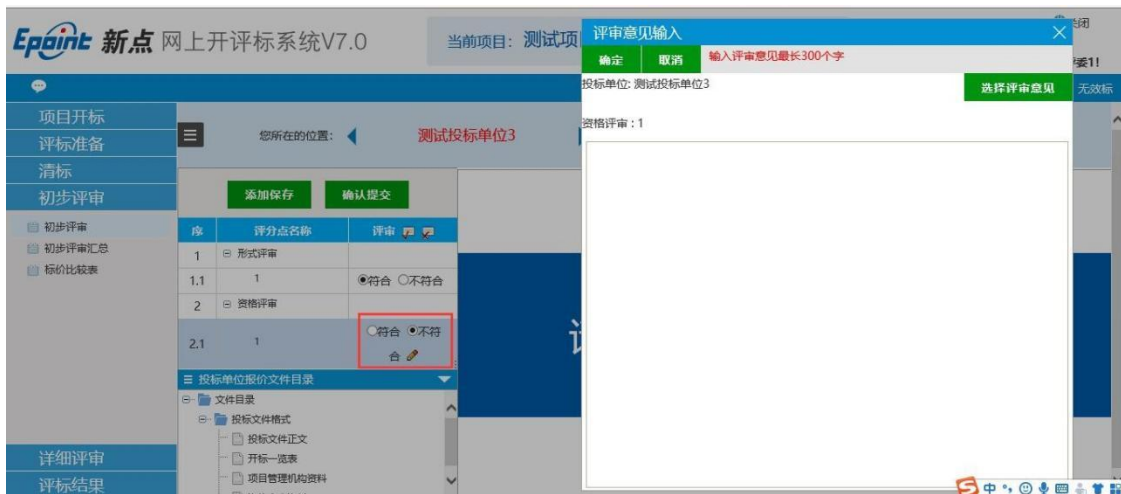 Epoint 新点 网上开评标系统V7.0
当前项目: 测试项
评审意见输入
确定 取消 输入评审意见最长300个字
投标单位: 测试投标单位3
选择评审意见
无效标
资格评审 : 1
项目开标
评标准备
清标
初步评审
初步评审
初步评审汇总
标价比较表
详细评审
评标结果
您所在的位置: 测试投标单位3
添加保存 确认提交
序 评分点名称 评审
1 形式评审
1.1 1 符合 不符合
2 资格评审
2.1 1 符合 不符
合
投标单位报价文件目录
文件目录
投标文件格式
投标文件正文
开标一览表
项目管理机构资料
中